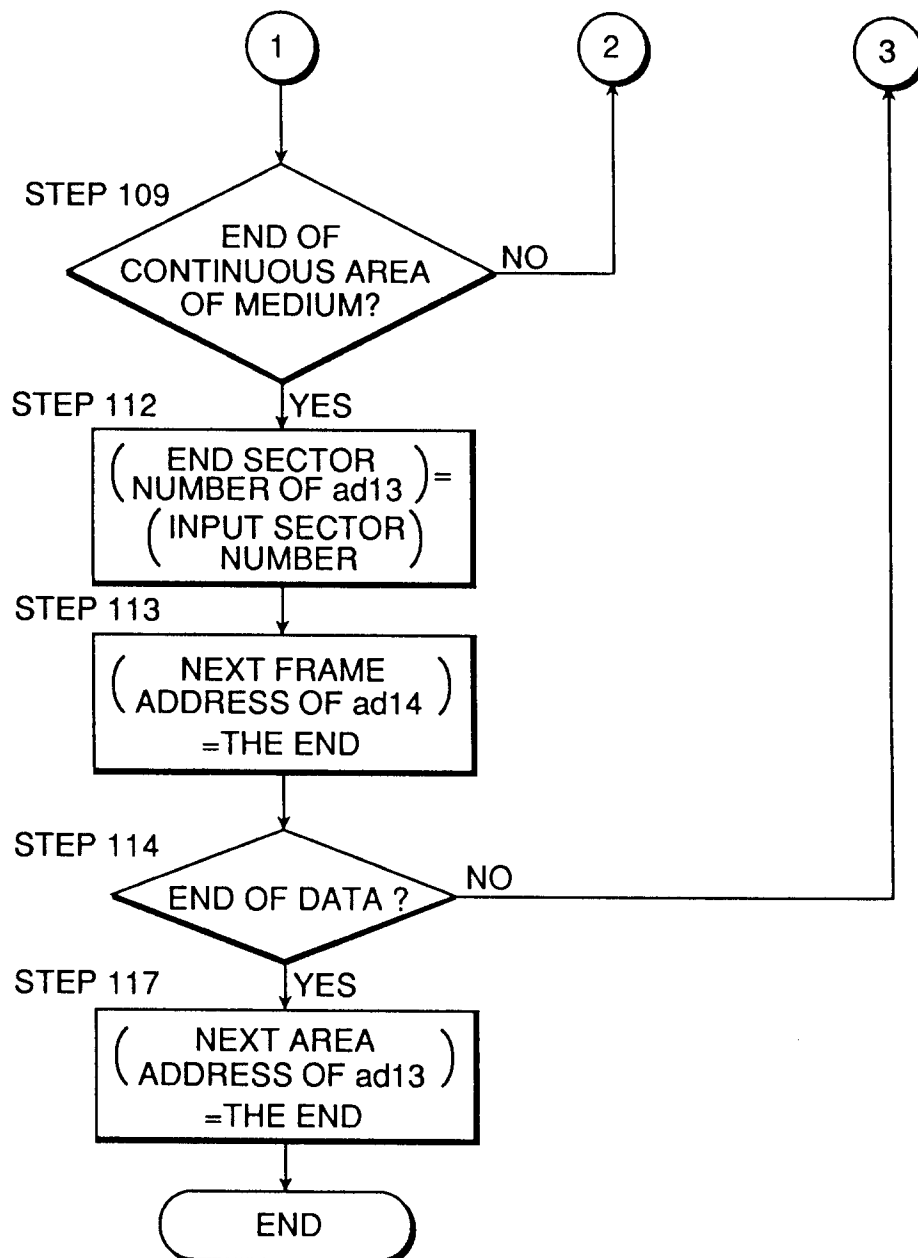 1
2
3
STEP 109
END OF
CONTINUOUS AREA
OF MEDIUM?
NO
YES
STEP 112
( END SECTOR
NUMBER OF ad13 ) =
( INPUT SECTOR
NUMBER )
STEP 113
( NEXT FRAME
ADDRESS OF ad14 )
=THE END
STEP 114
END OF DATA ?
NO
YES
STEP 117
( NEXT AREA
ADDRESS OF ad13 )
=THE END
END